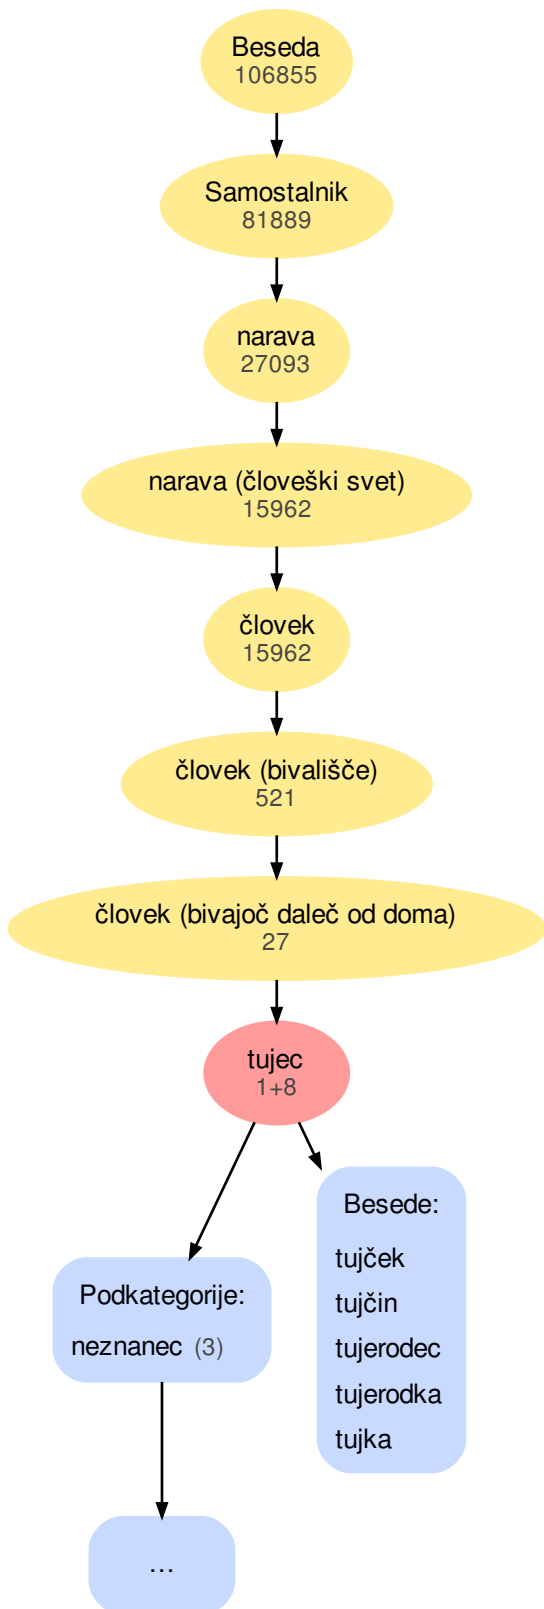 Beseda
106855
Samostalnik
81889
narava
27093
narava (človeški svet)
15962
človek
15962
človek (bivališče)
521
človek (bivajoč daleč od doma)
27
tujec
1+8
Besede:
tujček
tujčin
tujerodec
tujerodka
tujka
Podkategorije:
neznanec (3)
...